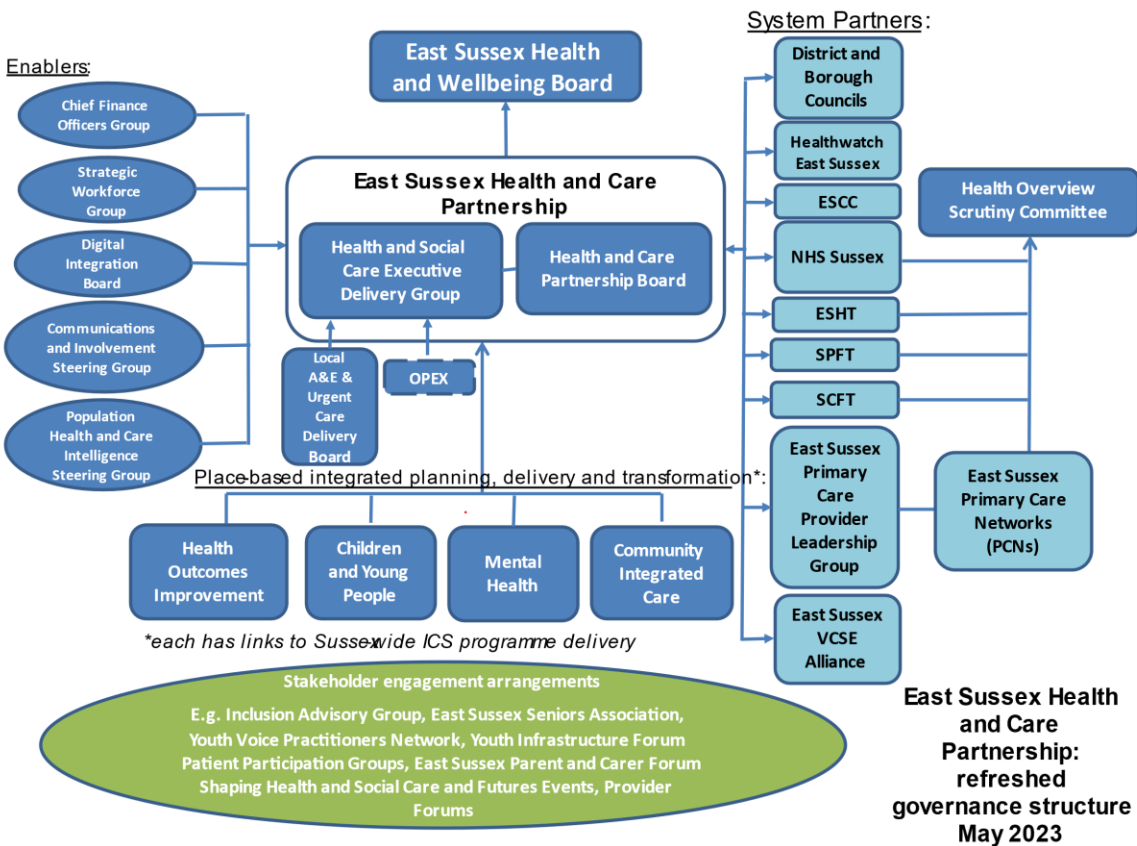 System Partners:
East Sussex Health
and Wellbeing Board
Enablers:
Chief Finance
Officers Group
Strategic
Workforce
Group
Digital
Integration
Board
Communications
and Involvement
Steering Group
Population
Health and Care
Intelligence
Steering Group
East Sussex Health and Care
Partnership
Health and Social
Care Executive
Delivery Group
Health and Care
Partnership Board
Local
A&E &
Urgent
Care
Delivery
Board
OPEX
District and
Borough
Councils
Healthwatch
East Sussex
ESCC
NHS Sussex
ESHT
SPFT
SCFT
East Sussex
Primary
Care
Provider
Leadership
Group
East Sussex
VCSE
Alliance
Health Overview
Scrutiny Committee
East Sussex
Primary Care
Networks
(PCNs)
Place-based integrated planning, delivery and transformation*:
Health
Outcomes
Improvement
Children
and Young
People
Mental
Health
Community
Integrated
Care
*each has links to Sussex-wide ICS programme delivery
Stakeholder engagement arrangements
E.g. Inclusion Advisory Group, East Sussex Seniors Association,
Youth Voice Practitioners Network, Youth Infrastructure Forum
Patient Participation Groups, East Sussex Parent and Carer Forum
Shaping Health and Social Care and Futures Events, Provider
Forums
East Sussex Health
and Care
Partnership:
refreshed
governance structure
May 2023